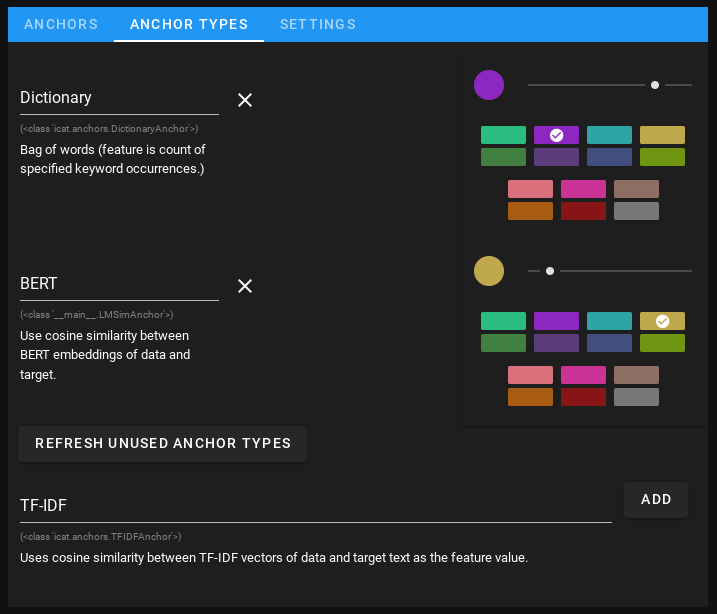 ANCHORS ANCHOR TYPES SETTINGS
Dictionary
(<class 'icat.anchors.DictionaryAnchor'>)
Bag of words (feature is count of
specified keyword occurrences.)
BERT
(<class '__main__.LMSimAnchor'>)
Use cosine similarity between
BERT embeddings of data and
target.
REFRESH UNUSED ANCHOR TYPES
TF-IDF
ADD
(<class 'icat.anchors.TFIDFAnchor'>)
Uses cosine similarity between TF-IDF vectors of data and target text as the feature value.